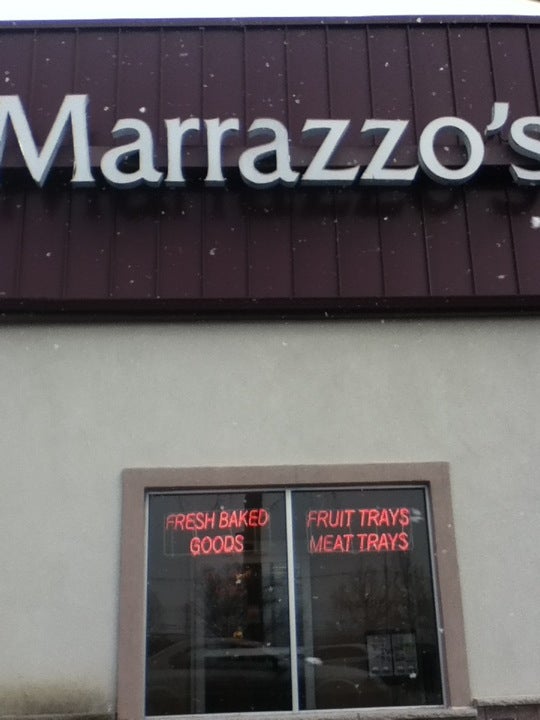 Marrazzo's
FRESH BAKED
GOODS
FRUIT TRAYS
MEAT TRAYS